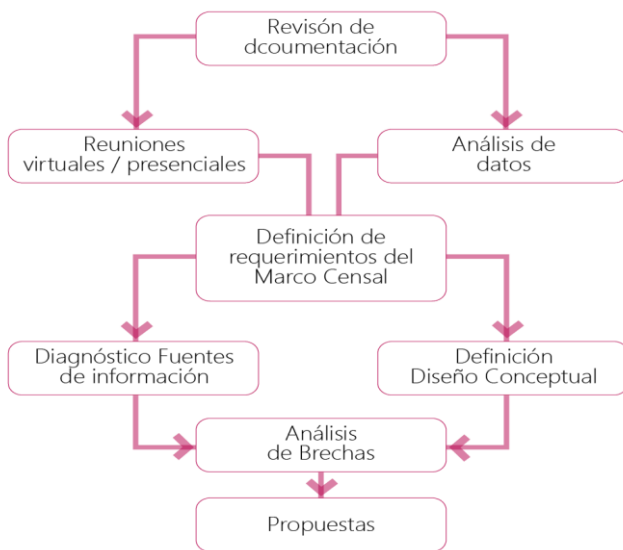 Revisón de
dcoumentación
Reuniones
virtuales / presenciales
Análisis de
datos
Definición de
requerimientos del
Marco Censal
Diagnóstico Fuentes
de información
Definición
Diseño Conceptual
Análisis
de Brechas
Propuestas